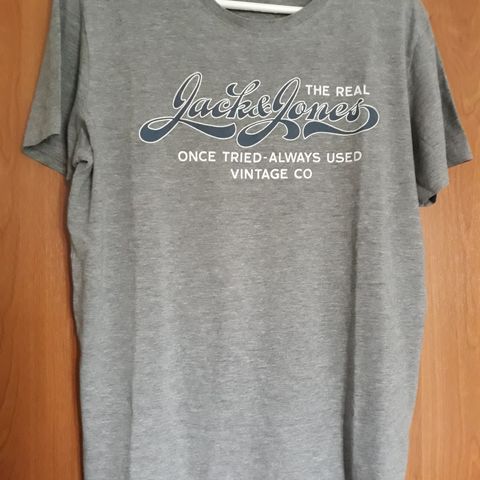 THE REAL
Jack&Jones
ONCE TRIED-ALWAYS USED
VINTAGE CO